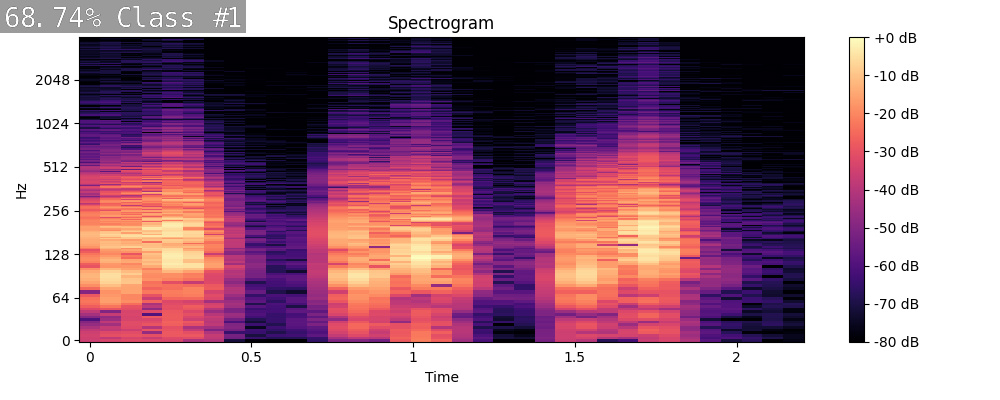 68.74% Class #1
Spectrogram
+0 dB
2048
-10 dB
1024
-20 dB
512
-30 dB
Hz
256
-40 dB
128
-50 dB
64
-60 dB
0
-70 dB
-80 dB
0
0.5
1
1.5
2
Time